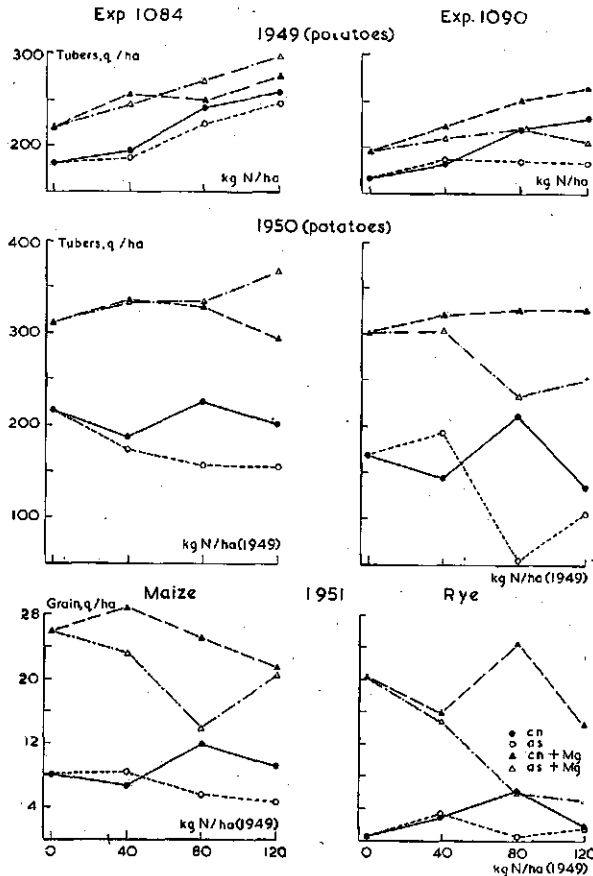 Exp 1084
Exp. 1090
1949 (potatoes)
300
Tubers, q/ha
200
kg N/ha
kg N/ha
1950 (potatoes)
400
Tubers, q/ha
300
200
100
kg N/ha (1949)
kg N/ha (1949)
Maize
1951
Rye
Grain, q/ha
28
20
12
4
cn
as
cn + Mg
as + Mg
0
40
80
120
kg N/ha (1949)
0
40
80
120
kg N/ha (1949)